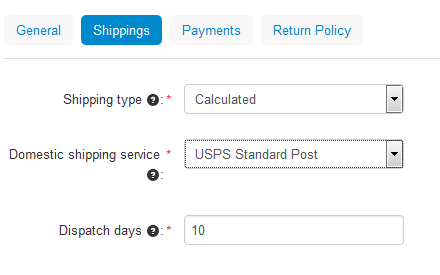 General Shippings Payments Return Policy
Shipping type ?: * Calculated
Domestic shipping service * USPS Standard Post
?:
Dispatch days ?: * 10